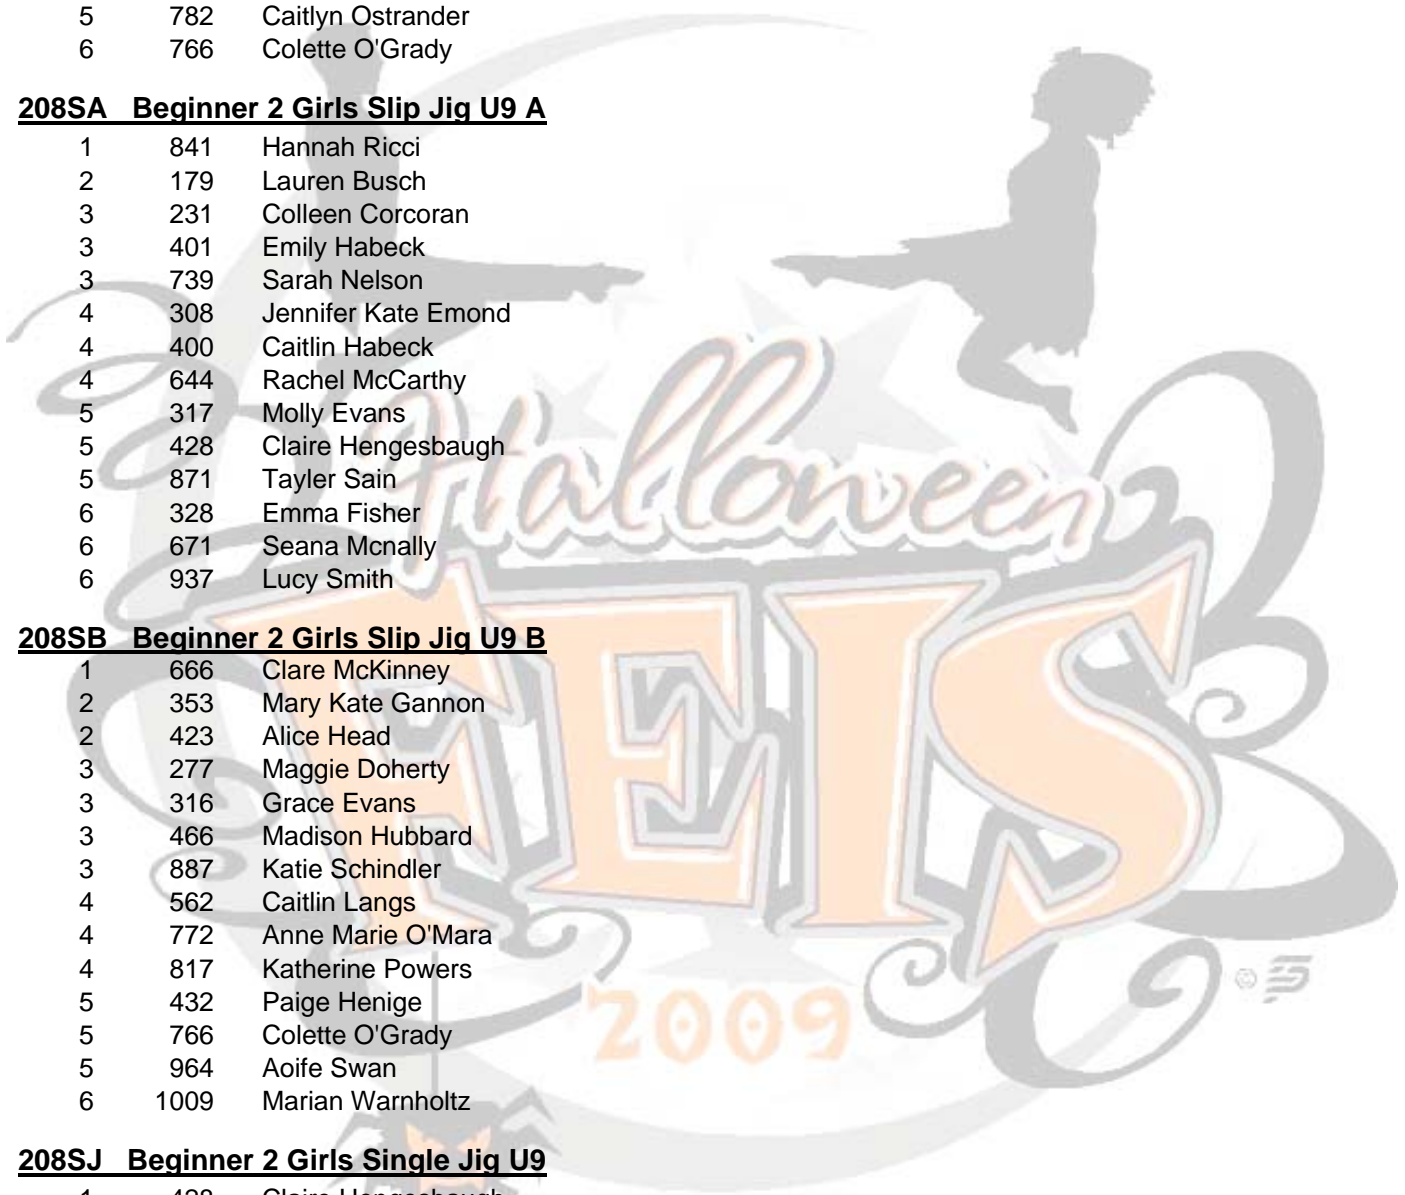 5 782 Caitlyn Ostrander
6 766 Colette O'Grady
208SA Beginner 2 Girls Slip Jig U9 A
1 841 Hannah Ricci
2 179 Lauren Busch
3 231 Colleen Corcoran
3 401 Emily Habeck
3 739 Sarah Nelson
4 308 Jennifer Kate Emond
4 400 Caitlin Habeck
4 644 Rachel McCarthy
5 317 Molly Evans
5 428 Claire Hengesbaugh
5 871 Tayler Sain
6 328 Emma Fisher
6 671 Seana Mcnally
6 937 Lucy Smith
208SB Beginner 2 Girls Slip Jig U9 B
1 666 Clare McKinney
2 353 Mary Kate Gannon
2 423 Alice Head
3 277 Maggie Doherty
3 316 Grace Evans
3 466 Madison Hubbard
3 887 Katie Schindler
4 562 Caitlin Langs
4 772 Anne Marie O'Mara
4 817 Katherine Powers
5 432 Paige Henige
5 766 Colette O'Grady
5 964 Aoife Swan
6 1009 Marian Warnholtz
208SJ Beginner 2 Girls Single Jig U9
1 428 Claire Hengesbaugh
Halloween
FEIS
2009
©